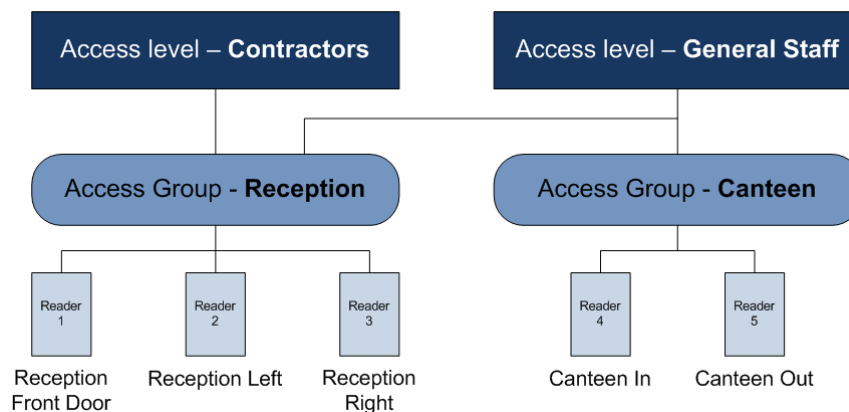 Access level – Contractors
Access level – General Staff
Access Group - Reception
Access Group - Canteen
Reader
1
Reader
2
Reader
3
Reader
4
Reader
5
Reception
Front Door
Reception Left
Reception
Right
Canteen In
Canteen Out